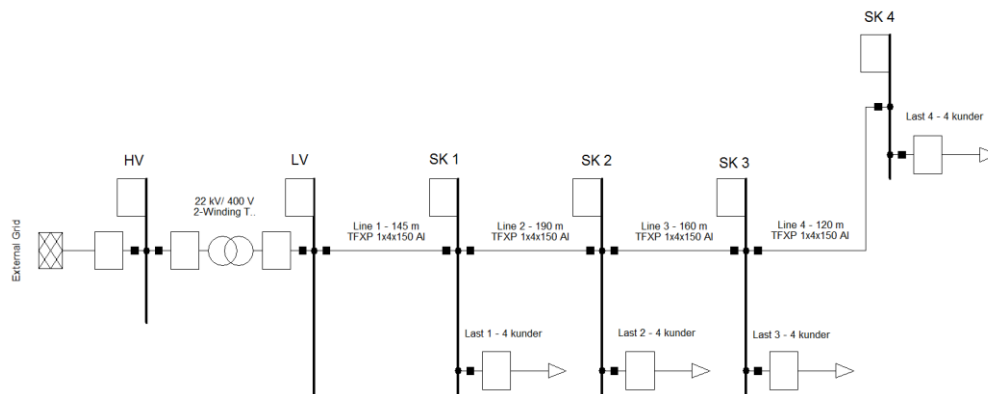 SK 4
Last 4 - 4 kunder
HV
LV
SK 1
SK 2
SK 3
22 kV/ 400 V
2-Winding T..
Line 1 - 145 m
TFXP 1x4x150 Al
Line 2 - 190 m
TFXP 1x4x150 Al
Line 3 - 160 m
TFXP 1x4x150 Al
Line 4 - 120 m
TFXP 1x4x150 Al
External Grid
Last 1 - 4 kunder
Last 2 - 4 kunder
Last 3 - 4 kunder